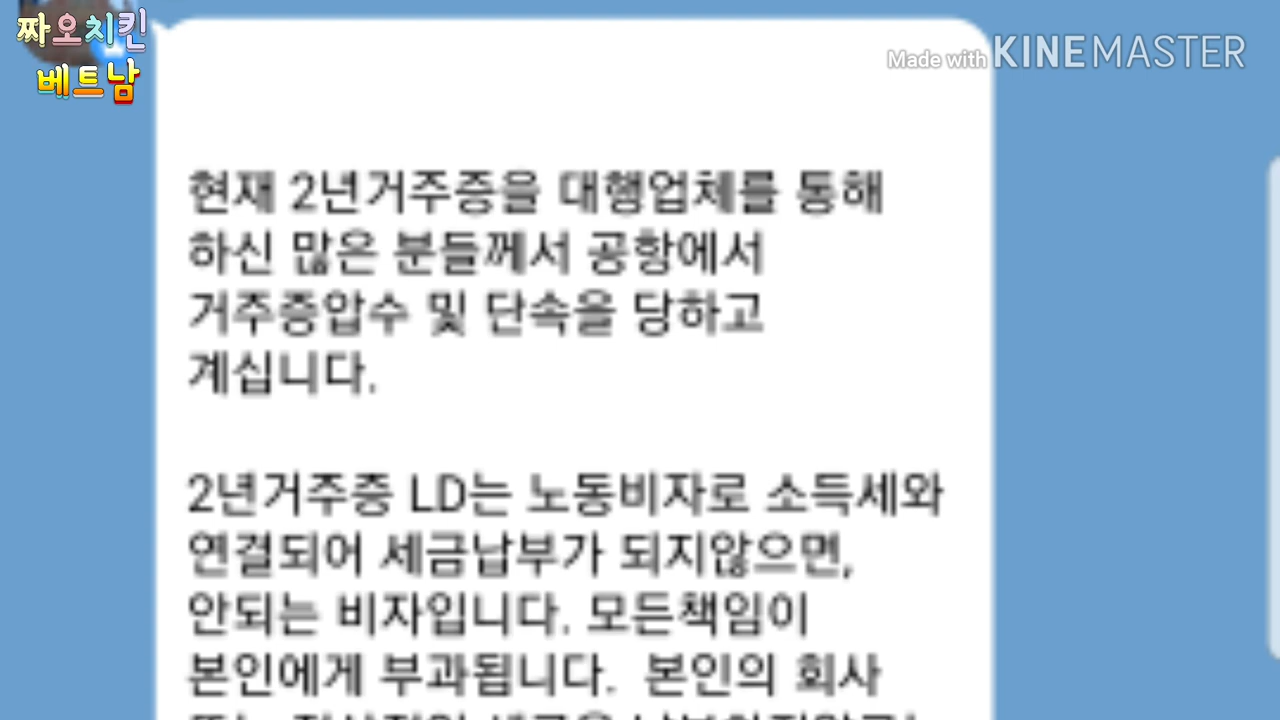 짜오치킨
베트남
Made with KINEMASTER
현재 2년거주증을 대행업체를 통해
하신 많은 분들께서 공항에서
거주증압수 및 단속을 당하고
계십니다.
2년거주증 LD는 노동비자로 소득세와
연결되어 세금납부가 되지않으면,
안되는 비자입니다. 모든책임이
본인에게 부과됩니다. 본인의 회사